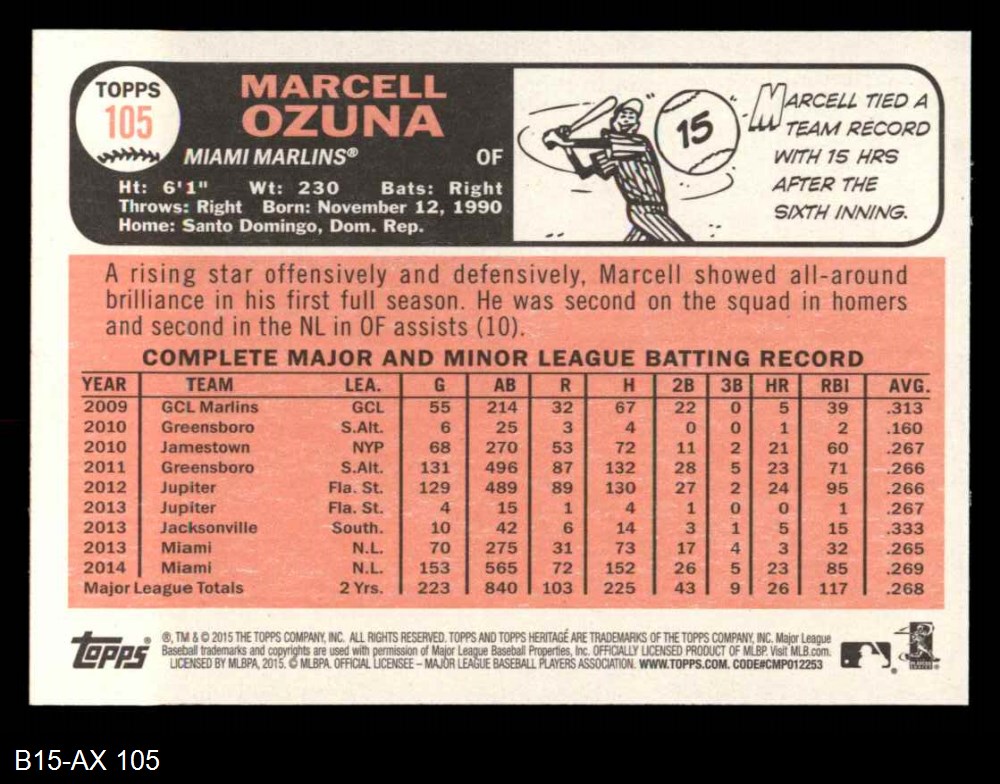 TOPPS
105
MARCELL
OZUNA
MIAMI MARLINS® OF
Ht: 6'1" Wt: 230 Bats: Right
Throws: Right Born: November 12, 1990
Home: Santo Domingo, Dom. Rep.
15
MARCELL TIED A
TEAM RECORD
WITH 15 HRS
AFTER THE
SIXTH INNING.
A rising star offensively and defensively, Marcell showed all-around
brilliance in his first full season. He was second on the squad in homers
and second in the NL in OF assists (10).
COMPLETE MAJOR AND MINOR LEAGUE BATTING RECORD
YEAR TEAM LEA. G AB R H 2B 3B HR RBI AVG.
2009 GCL Marlins GCL 55 214 32 67 22 0 5 39 .313
2010 Greensboro S.Alt. 6 25 3 4 0 0 1 2 .160
2010 Jamestown NYP 68 270 53 72 11 2 21 60 .267
2011 Greensboro S.Alt. 131 496 87 132 28 5 23 71 .266
2012 Jupiter Fla. St. 129 489 89 130 27 2 24 95 .266
2013 Jupiter Fla. St. 4 15 1 4 1 0 0 1 .267
2013 Jacksonville South. 10 42 6 14 3 1 5 15 .333
2013 Miami N.L. 70 275 31 73 17 4 3 32 .265
2014 Miami N.L. 153 565 72 152 26 5 23 85 .269
Major League Totals 2 Yrs. 223 840 103 225 43 9 26 117 .268
topps®
®, TM & © 2015 THE TOPPS COMPANY, INC. ALL RIGHTS RESERVED. TOPPS AND TOPPS HERITAGE ARE TRADEMARKS OF THE TOPPS COMPANY, INC. Major League
Baseball trademarks and copyrights are used with permission of Major League Baseball Properties, Inc. OFFICIALLY LICENSED PRODUCT OF MLBP. Visit MLB.com.
LICENSED BY MLBPA, 2015. © MLBPA. OFFICIAL LICENSEE – MAJOR LEAGUE BASEBALL PLAYERS ASSOCIATION. WWW.TOPPS.COM. CODE#CMP012253
B15-AX 105